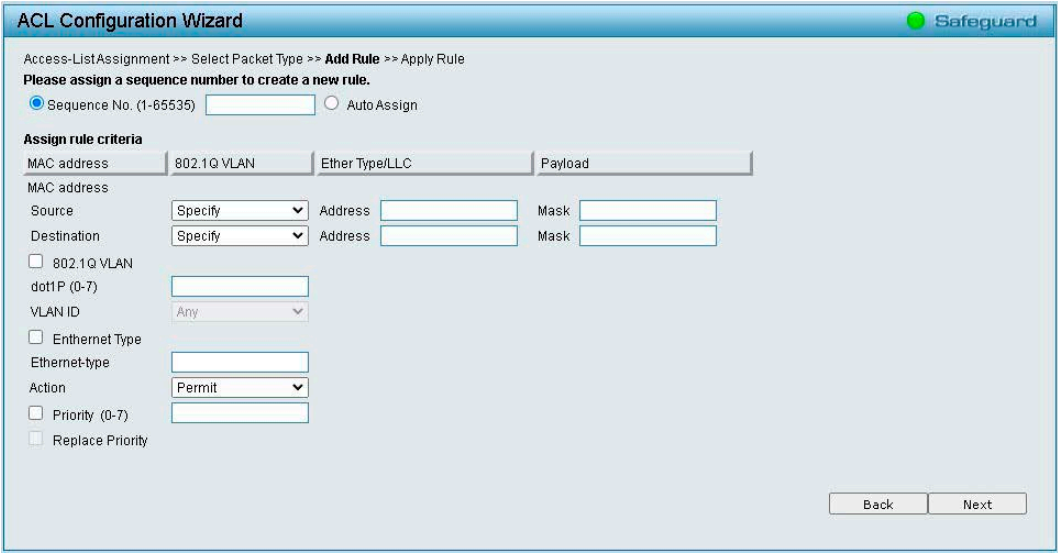 ACL Configuration Wizard Safeguard
Access-List Assignment >> Select Packet Type >> Add Rule >> Apply Rule
Please assign a sequence number to create a new rule.
Sequence No. (1-65535) Auto Assign
Assign rule criteria
MAC address 802.1Q VLAN Ether Type/LLC Payload
MAC address
Source Specify Address Mask
Destination Specify Address Mask
802.1Q VLAN
dot1P (0-7)
VLAN ID Any
Enthernet Type
Ethernet-type
Action Permit
Priority (0-7)
Replace Priority
Back Next